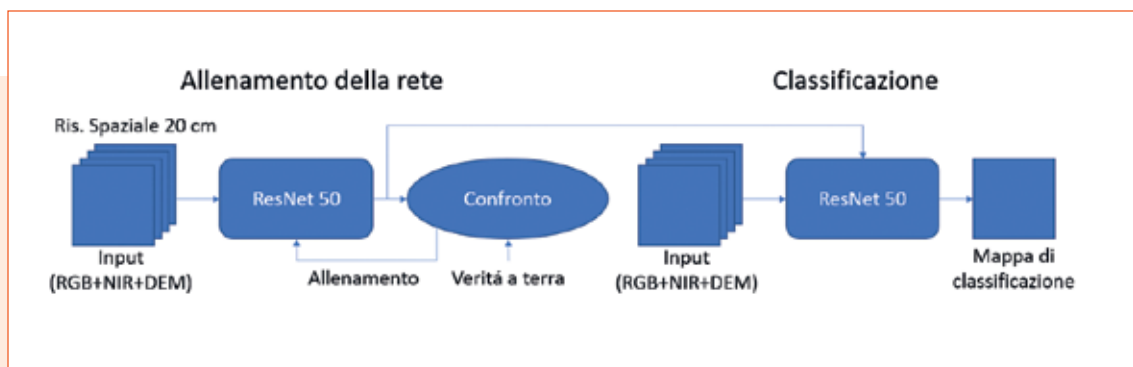 Allenamento della rete
Classificazione
Ris. Spaziale 20 cm
ResNet 50
Confronto
ResNet 50
Input
(RGB+NIR+DEM)
Allenamento
Veritá a terra
Input
(RGB+NIR+DEM)
Mappa di
classificazione